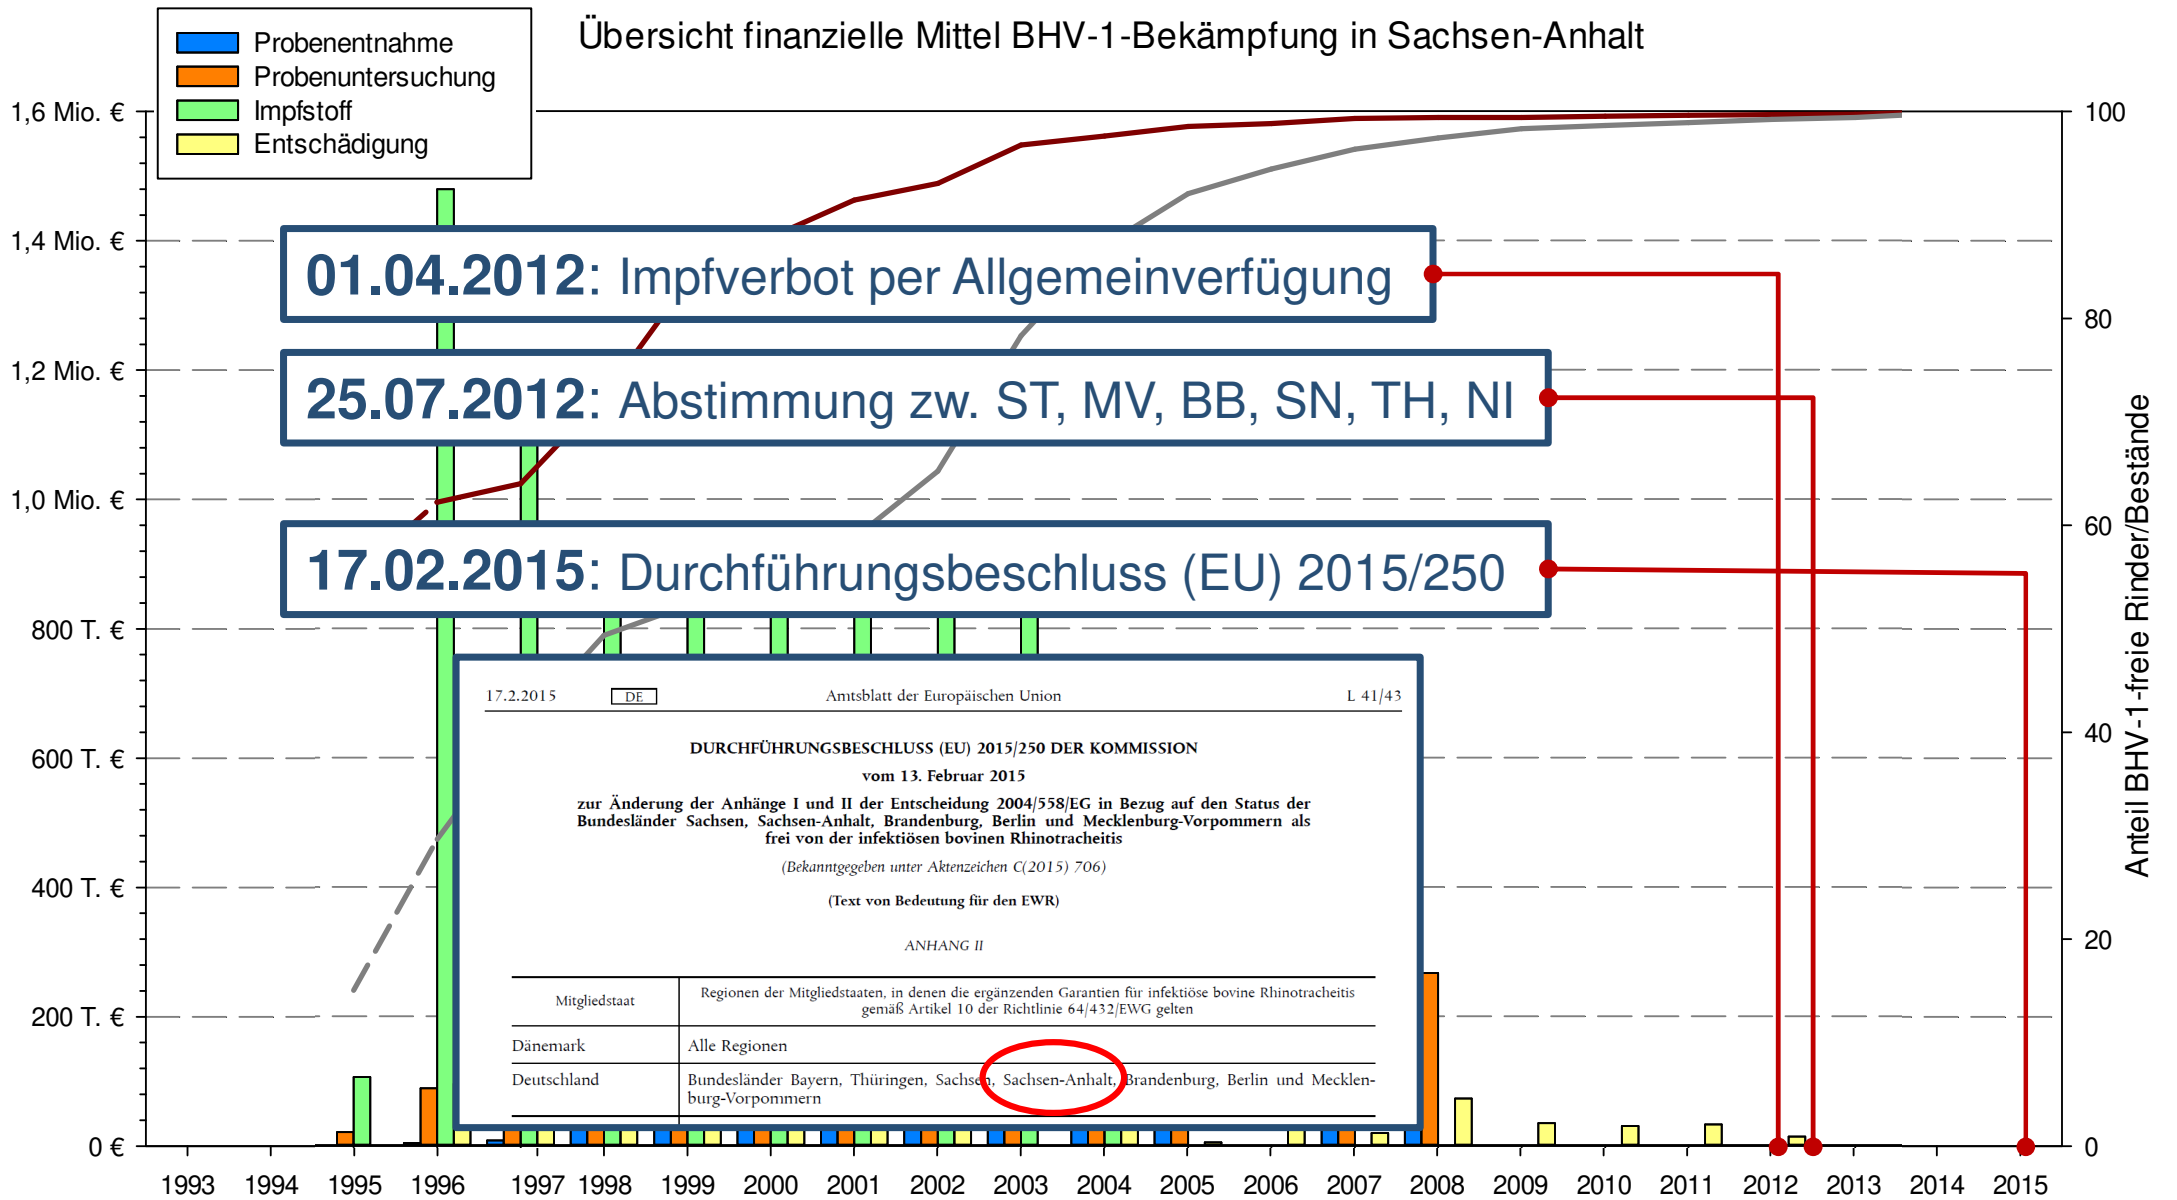 Übersicht finanzielle Mittel BHV-1-Bekämpfung in Sachsen-Anhalt
Probenentnahme
Probenuntersuchung
Impfstoff
Entschädigung
1,6 Mio. €
1,4 Mio. €
1,2 Mio. €
1,0 Mio. €
800 T. €
600 T. €
400 T. €
200 T. €
0 €
01.04.2012: Impfverbot per Allgemeinverfügung
25.07.2012: Abstimmung zw. ST, MV, BB, SN, TH, NI
17.02.2015: Durchführungsbeschluss (EU) 2015/250
17.2.2015 DE Amtsblatt der Europäischen Union L 41/43
DURCHFÜHRUNGSBESCHLUSS (EU) 2015/250 DER KOMMISSION
vom 13. Februar 2015
zur Änderung der Anhänge I und II der Entscheidung 2004/558/EG in Bezug auf den Status der
Bundesländer Sachsen, Sachsen-Anhalt, Brandenburg, Berlin und Mecklenburg-Vorpommern als
frei von der infektiösen bovinen Rhinotracheitis
(Bekanntgegeben unter Aktenzeichen C(2015) 706)
(Text von Bedeutung für den EWR)
ANHANG II
Mitgliedstaat
Regionen der Mitgliedstaaten, in denen die ergänzenden Garantien für infektiöse bovine Rhinotracheitis
gemäß Artikel 10 der Richtlinie 64/432/EWG gelten
Dänemark
Alle Regionen
Deutschland
Bundesländer Bayern, Thüringen, Sachsen, Sachsen-Anhalt, Brandenburg, Berlin und Mecklen-
burg-Vorpommern
100
80
60
40
20
0
Anteil BHV-1-freie Rinder/Bestände
1993 1994 1995 1996 1997 1998 1999 2000 2001 2002 2003 2004 2005 2006 2007 2008 2009 2010 2011 2012 2013 2014 2015